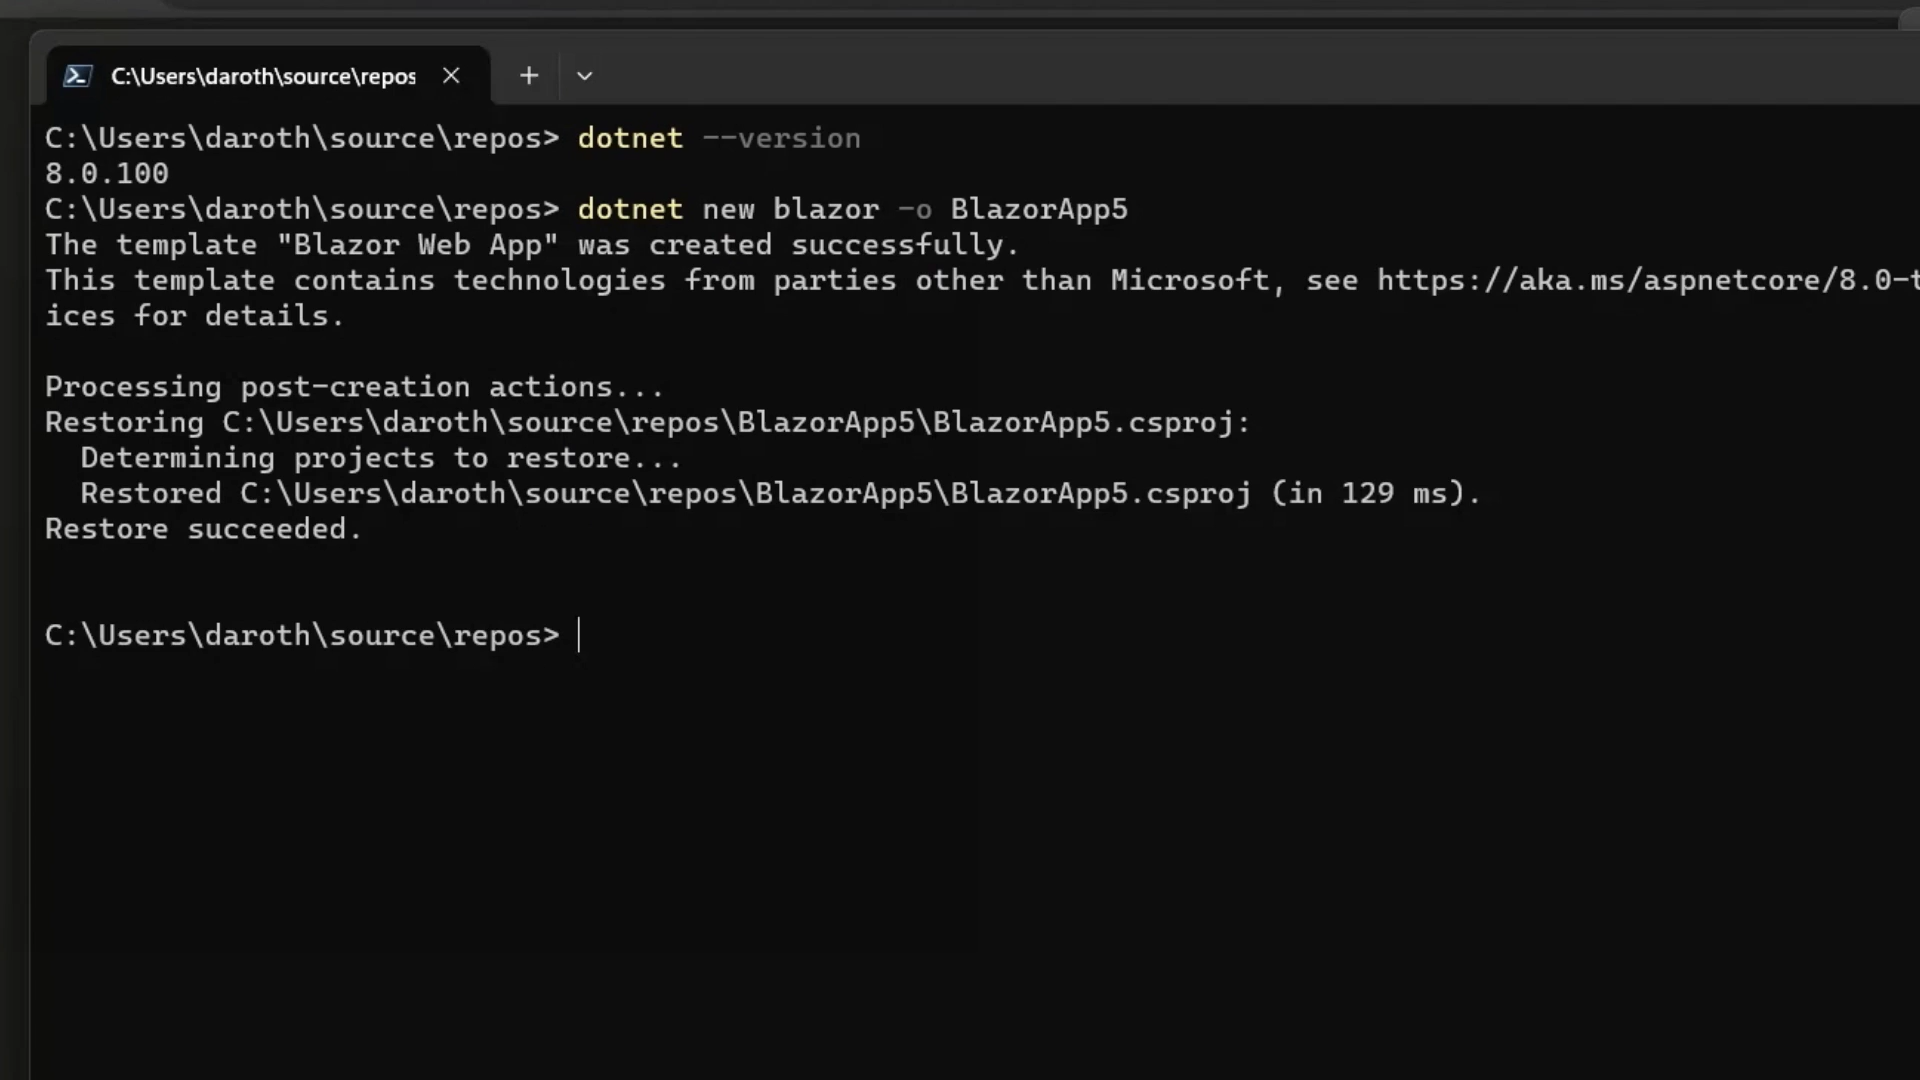 C:\Users\daroth\source\repos
C:\Users\daroth\source\repos> dotnet --version
8.0.100
C:\Users\daroth\source\repos> dotnet new blazor -o BlazorApp5
The template "Blazor Web App" was created successfully.
This template contains technologies from parties other than Microsoft, see https://aka.ms/aspnetcore/8.0-t
ices for details.
Processing post-creation actions...
Restoring C:\Users\daroth\source\repos\BlazorApp5\BlazorApp5.csproj:
Determining projects to restore...
Restored C:\Users\daroth\source\repos\BlazorApp5\BlazorApp5.csproj (in 129 ms).
Restore succeeded.
C:\Users\daroth\source\repos>